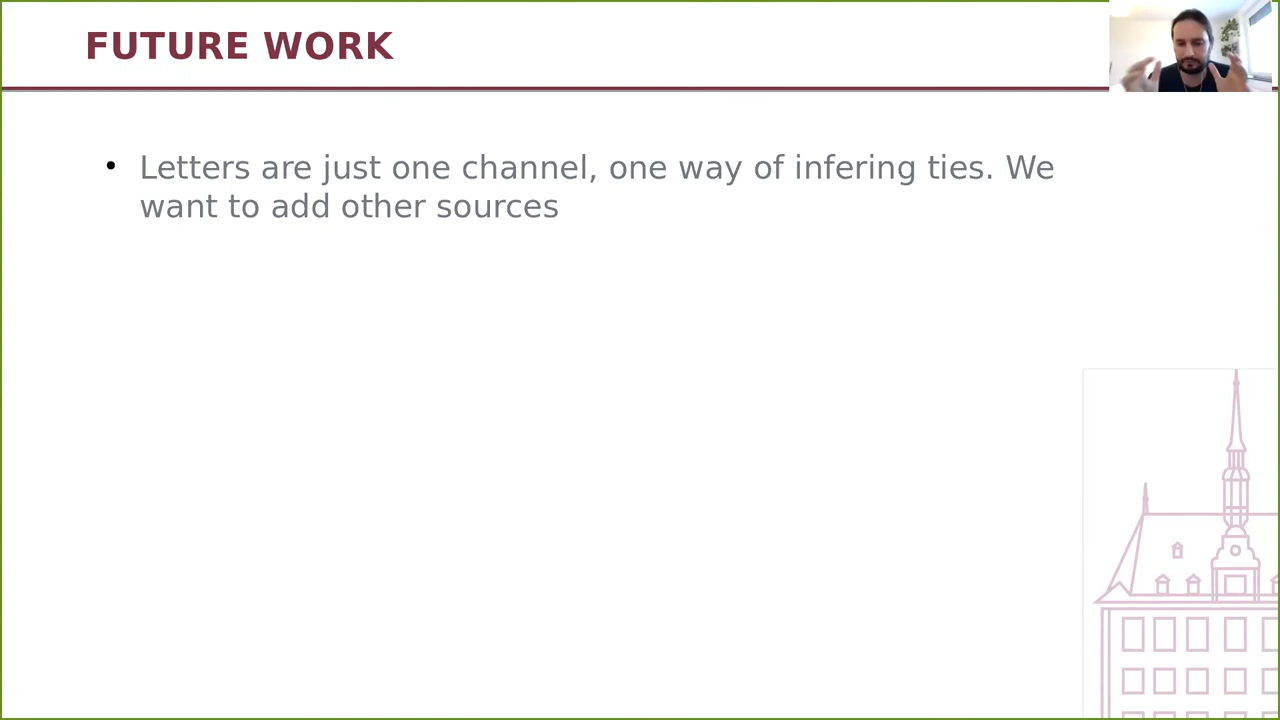 FUTURE WORK
• Letters are just one channel, one way of infering ties. We
want to add other sources